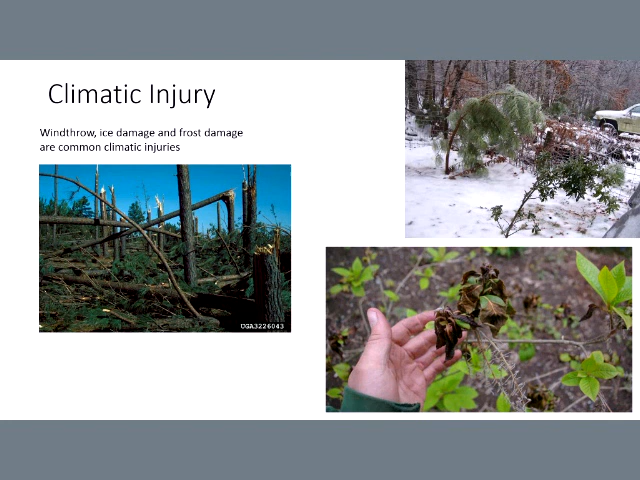 Climatic Injury
Windthrow, ice damage and frost damage
are common climatic injuries
UGA3226043